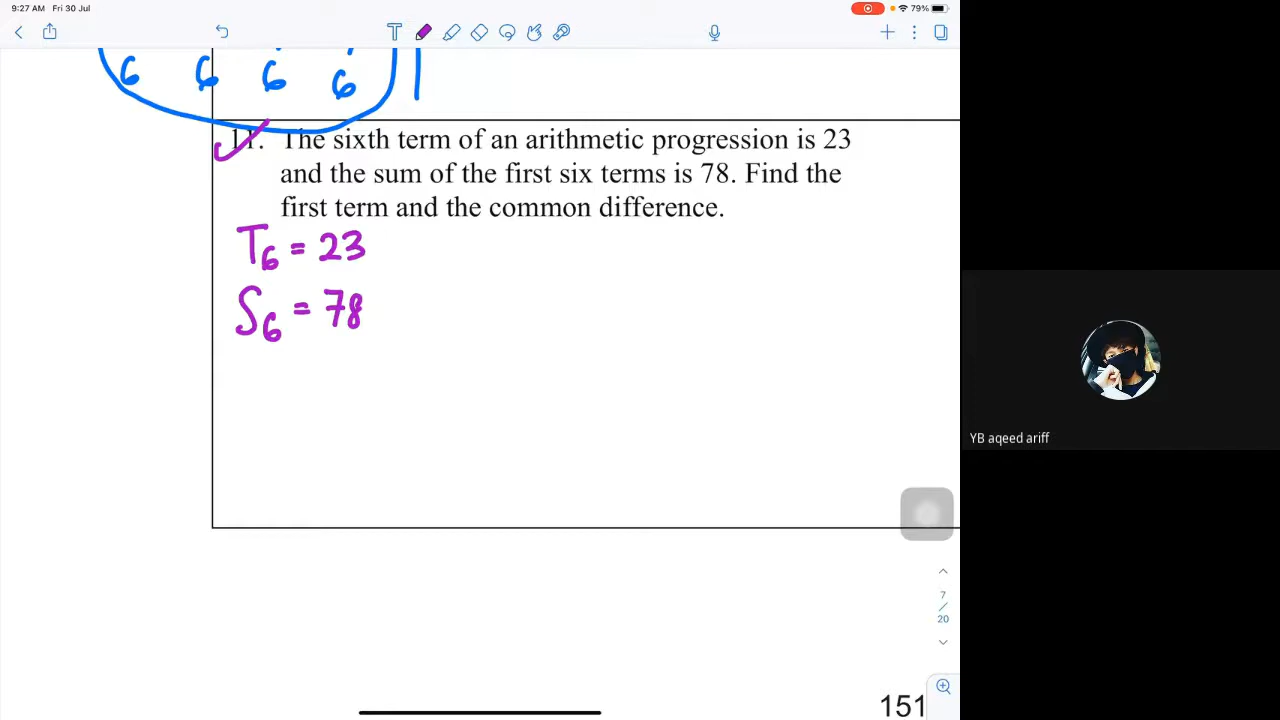 9:27 AM Fri 30 Jul
79%
T
6 6 6 6
11. The sixth term of an arithmetic progression is 23
and the sum of the first six terms is 78. Find the
first term and the common difference.
T6 = 23
S6 = 78
YB aqeed ariff
7
/
20
151